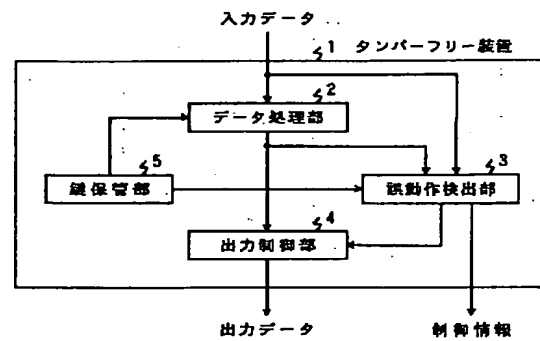 入力データ
1 タンパーフリー装置
2
データ処理部
5
鍵保管部
3
誤動作検出部
4
出力制御部
出力データ
制御情報